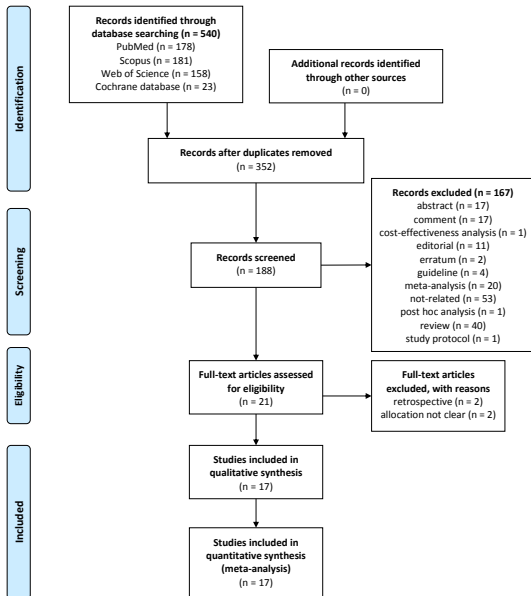 Identification
Records identified through
database searching (n = 540)
PubMed (n = 178)
Scopus (n = 181)
Web of Science (n = 158)
Cochrane database (n = 23)
Additional records identified
through other sources
(n = 0)
Records after duplicates removed
(n = 352)
Screening
Records screened
(n = 188)
Records excluded (n = 167)
abstract (n = 17)
comment (n = 17)
cost-effectiveness analysis (n = 1)
editorial (n = 11)
erratum (n = 2)
guideline (n = 4)
meta-analysis (n = 20)
not-related (n = 53)
post hoc analysis (n = 1)
review (n = 40)
study protocol (n = 1)
Eligibility
Full-text articles assessed
for eligibility
(n = 21)
Full-text articles
excluded, with reasons
retrospective (n = 2)
allocation not clear (n = 2)
Included
Studies included in
qualitative synthesis
(n = 17)
Studies included in
quantitative synthesis
(meta-analysis)
(n = 17)